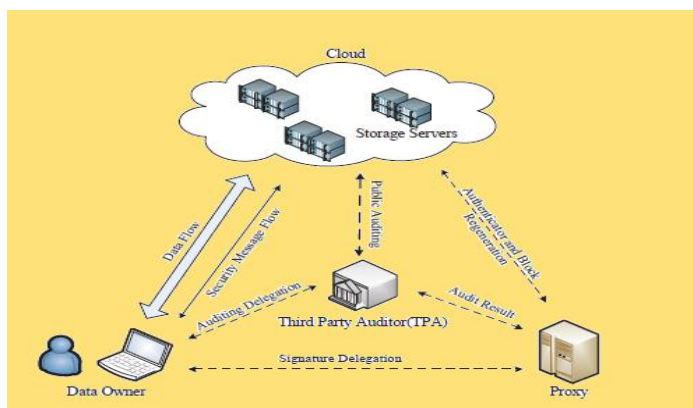 Cloud
Storage Servers
Data Flow
Security Message Flow
Public Auditing
Authenticator and Block
Regeneration
Auditing Delegation
Audit Result
Third Party Auditor(TPA)
Signature Delegation
Data Owner
Proxy